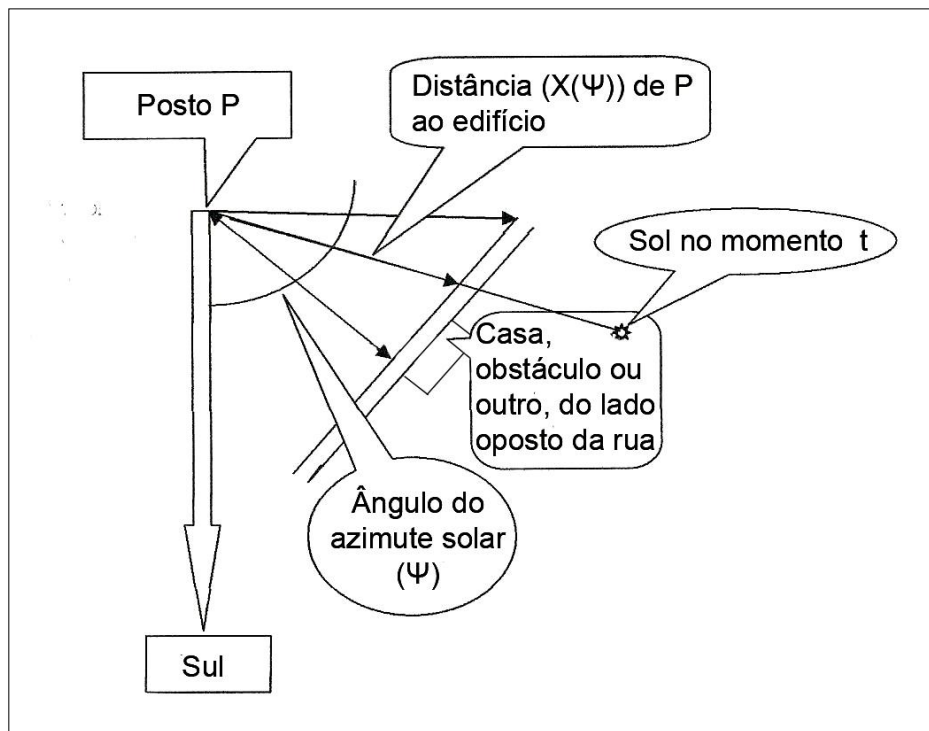 Posto P
Distância (X(Ψ)) de P
ao edifício
Sol no momento t
Casa,
obstáculo ou
outro, do lado
oposto da rua
Ângulo do
azimute solar
(Ψ)
Sul